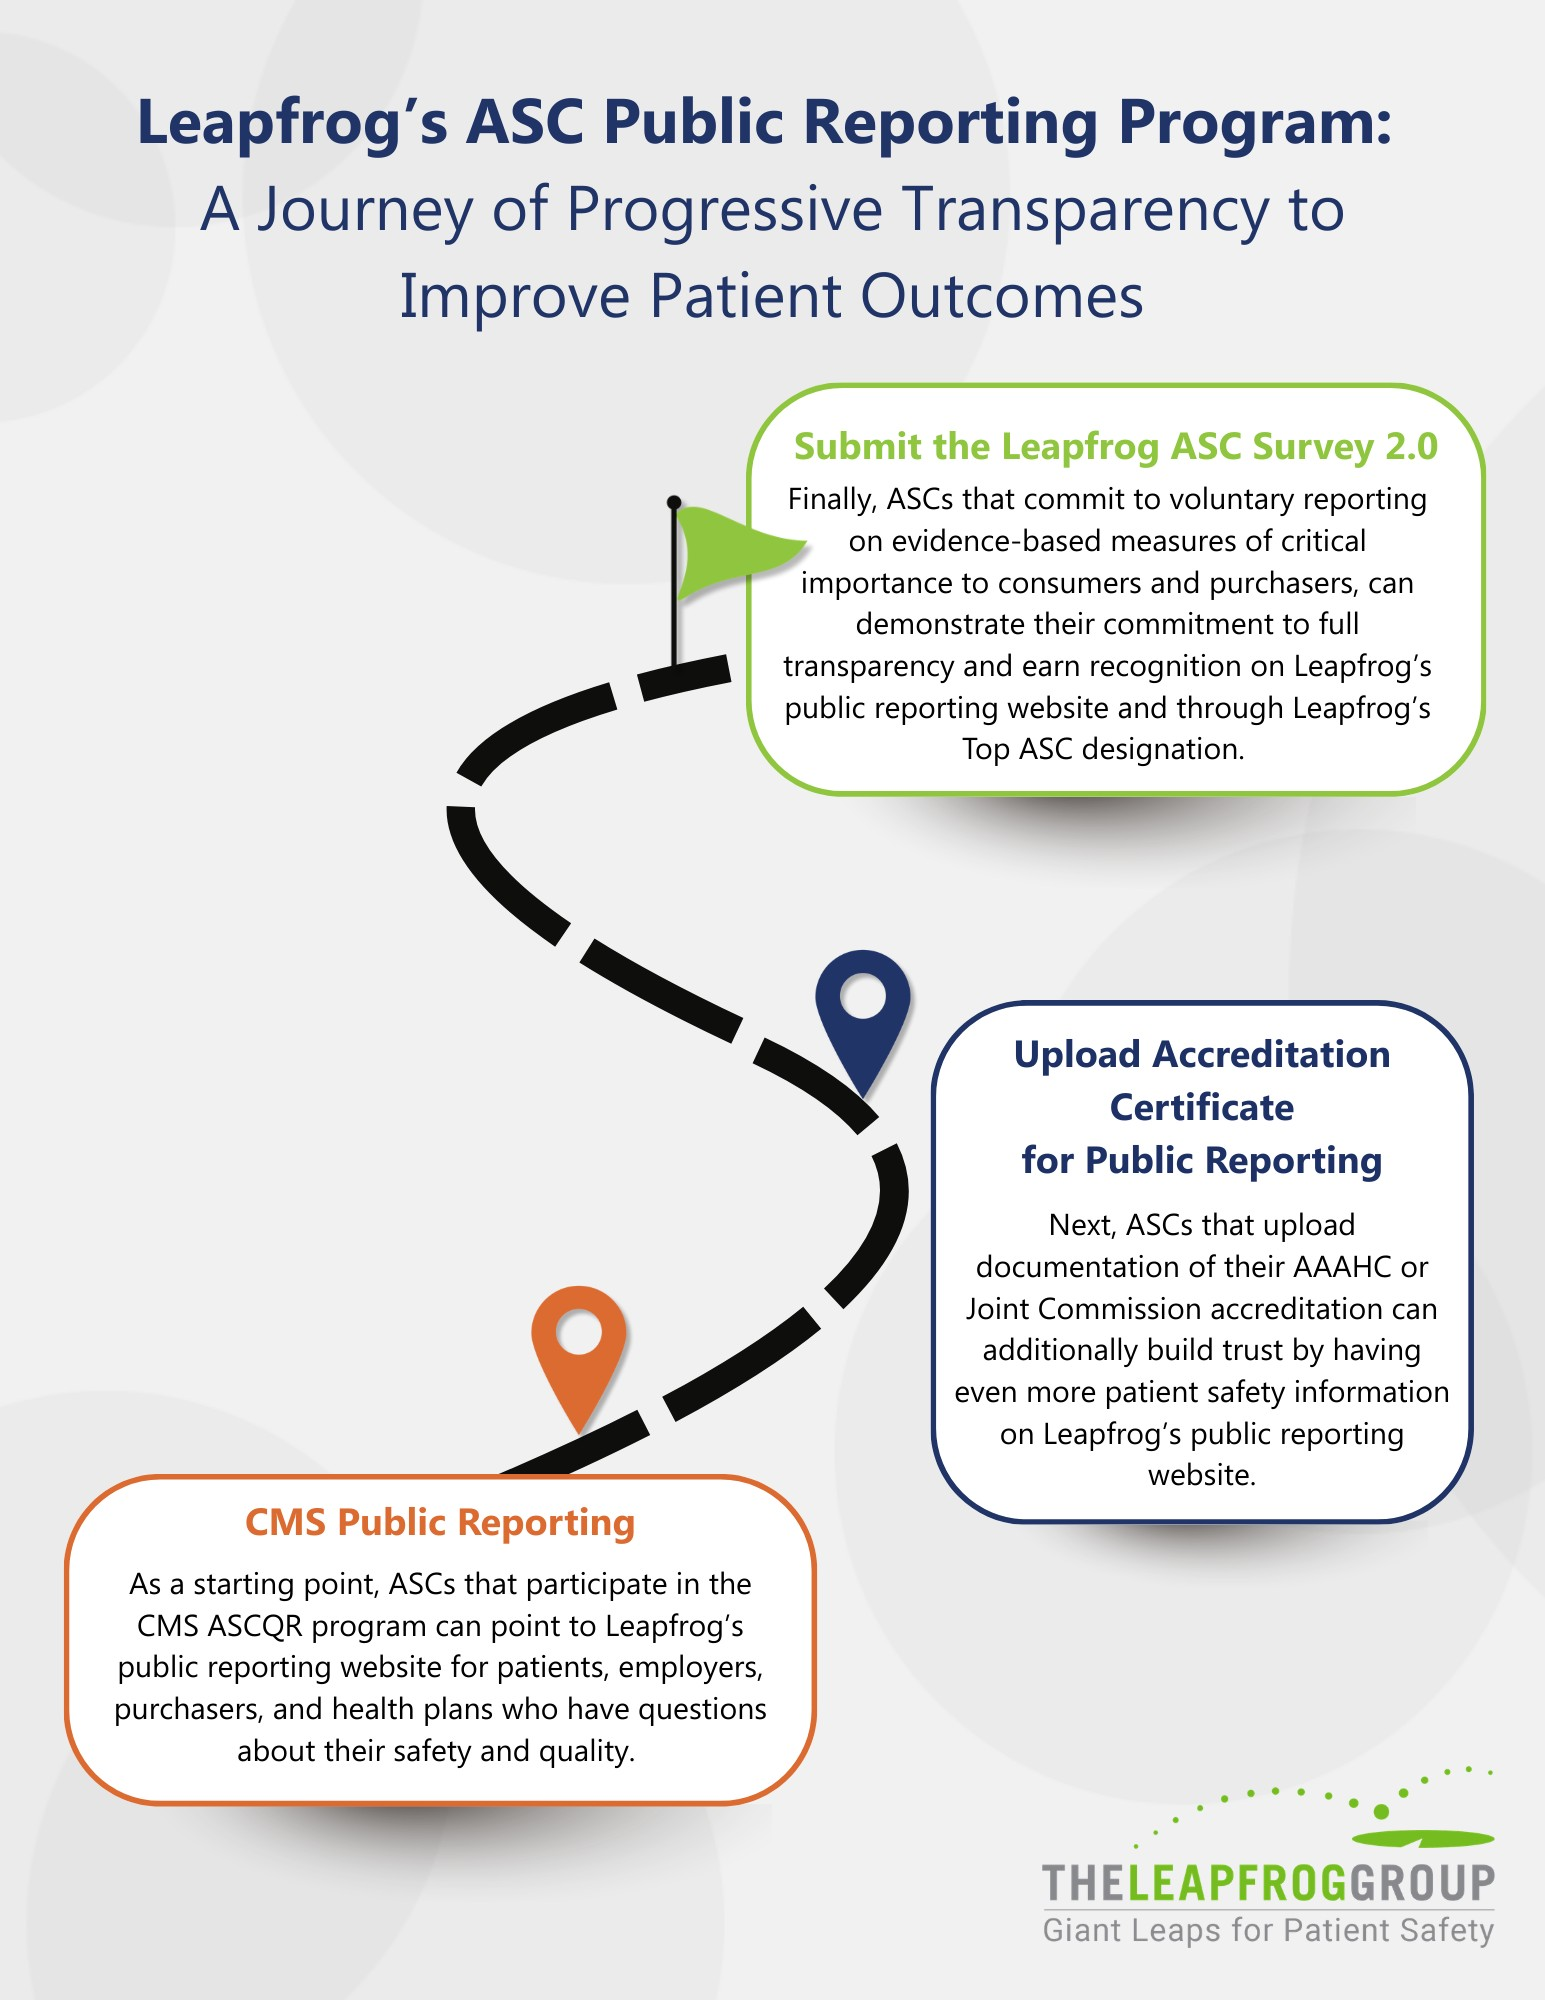 Leapfrog’s ASC Public Reporting Program:
A Journey of Progressive Transparency to
Improve Patient Outcomes
Submit the Leapfrog ASC Survey 2.0
Finally, ASCs that commit to voluntary reporting
on evidence-based measures of critical
importance to consumers and purchasers, can
demonstrate their commitment to full
transparency and earn recognition on Leapfrog’s
public reporting website and through Leapfrog’s
Top ASC designation.
Upload Accreditation
Certificate
for Public Reporting
Next, ASCs that upload
documentation of their AAAHC or
Joint Commission accreditation can
additionally build trust by having
even more patient safety information
on Leapfrog’s public reporting
website.
CMS Public Reporting
As a starting point, ASCs that participate in the
CMS ASCQR program can point to Leapfrog’s
public reporting website for patients, employers,
purchasers, and health plans who have questions
about their safety and quality.
THELEAPFROGGROUP
Giant Leaps for Patient Safety